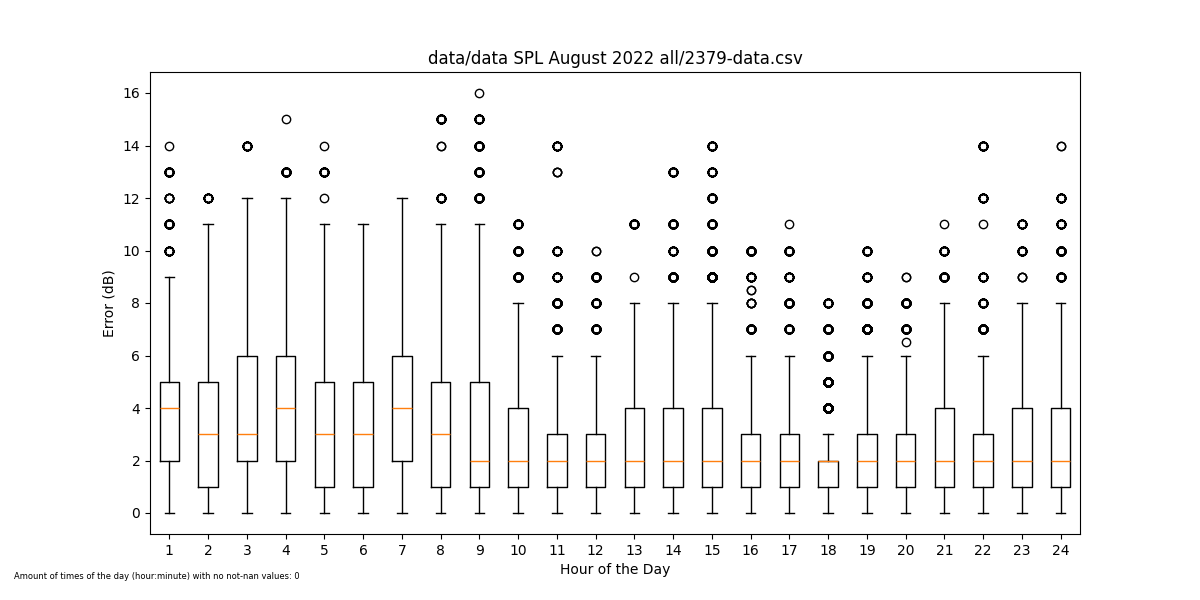 data/data SPL August 2022 all/2379-data.csv
16
14
12
10
8
6
4
2
0
Error (dB)
1 2 3 4 5 6 7 8 9 10 11 12 13 14 15 16 17 18 19 20 21 22 23 24
Hour of the Day
Amount of times of the day (hour:minute) with no not-nan values: 0